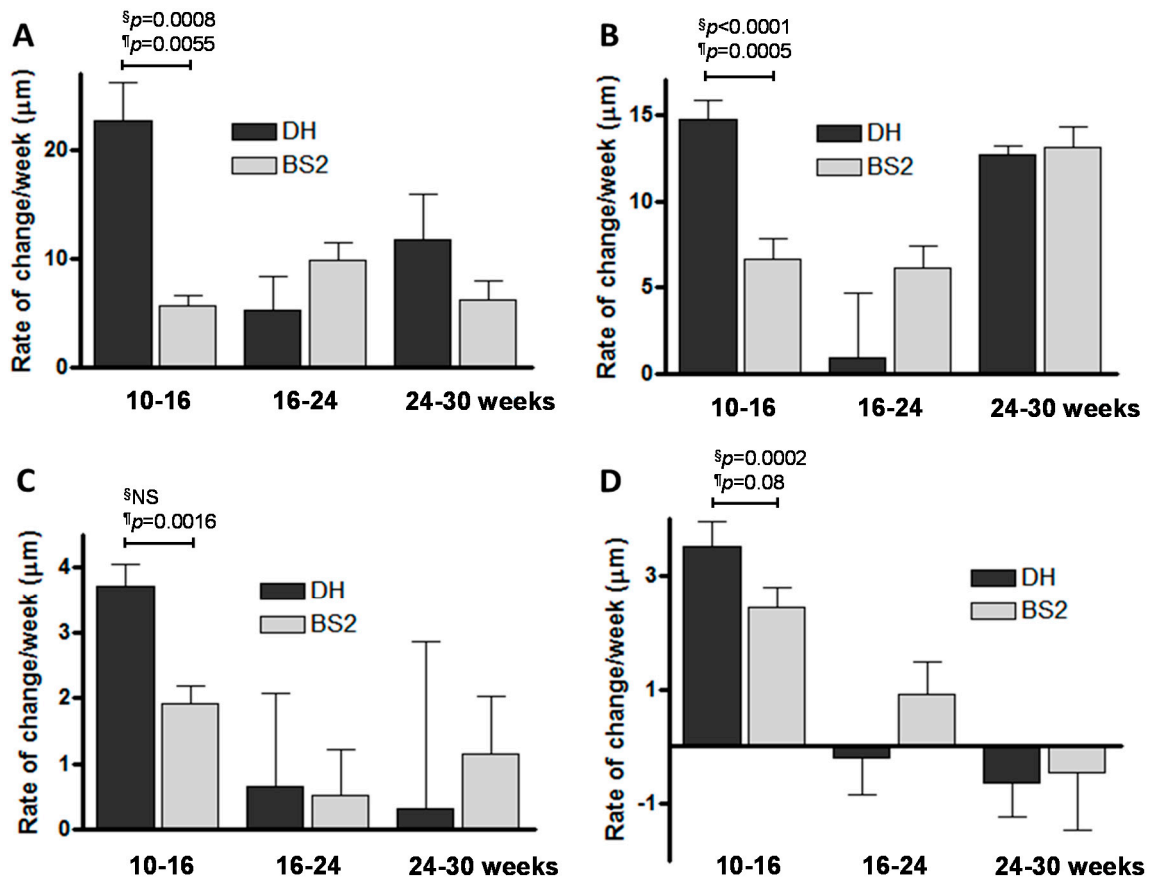 A
§p=0.0008
¶p=0.0055
Rate of change/week (μm)
20
10
0
DH
BS2
10-16
16-24
24-30 weeks
B
§p<0.0001
¶p=0.0005
Rate of change/week (μm)
15
10
5
0
DH
BS2
10-16
16-24
24-30 weeks
C
§NS
¶p=0.0016
Rate of change/week (μm)
4
3
2
1
0
DH
BS2
10-16
16-24
24-30 weeks
D
§p=0.0002
¶p=0.08
Rate of change/week (μm)
3
1
-1
DH
BS2
10-16
16-24
24-30 weeks